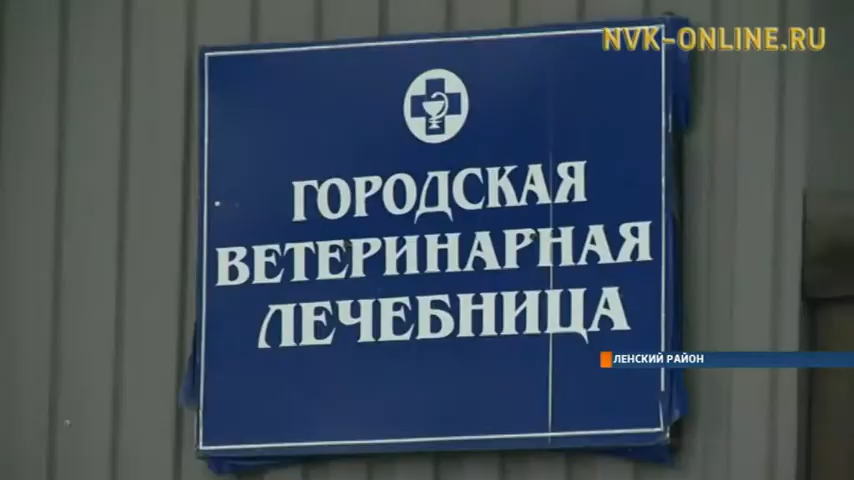 NVK-ONLINE.RU
ГОРОДСКАЯ
ВЕТЕРИНАРНАЯ
ЛЕЧЕБНИЦА
ЛЕНСКИЙ РАЙОН